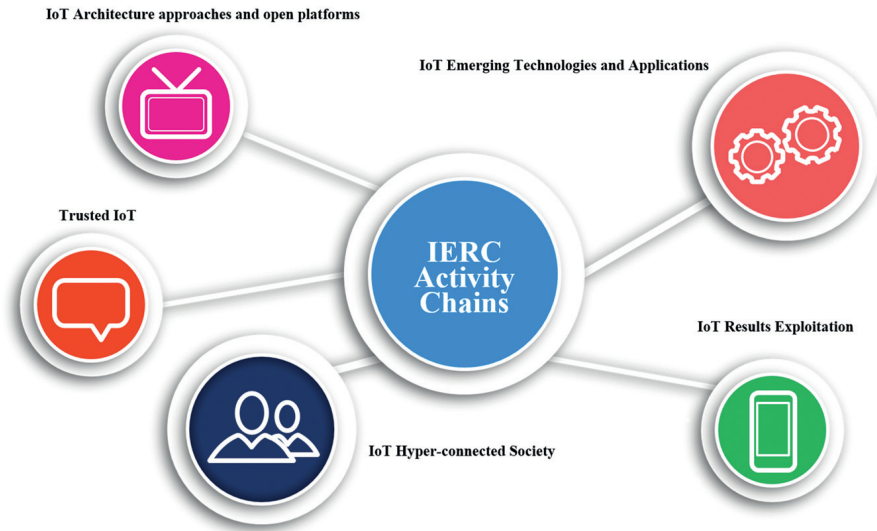 IoT Architecture approaches and open platforms
IoT Emerging Technologies and Applications
Trusted IoT
IERC
Activity
Chains
IoT Results Exploitation
IoT Hyper-connected Society